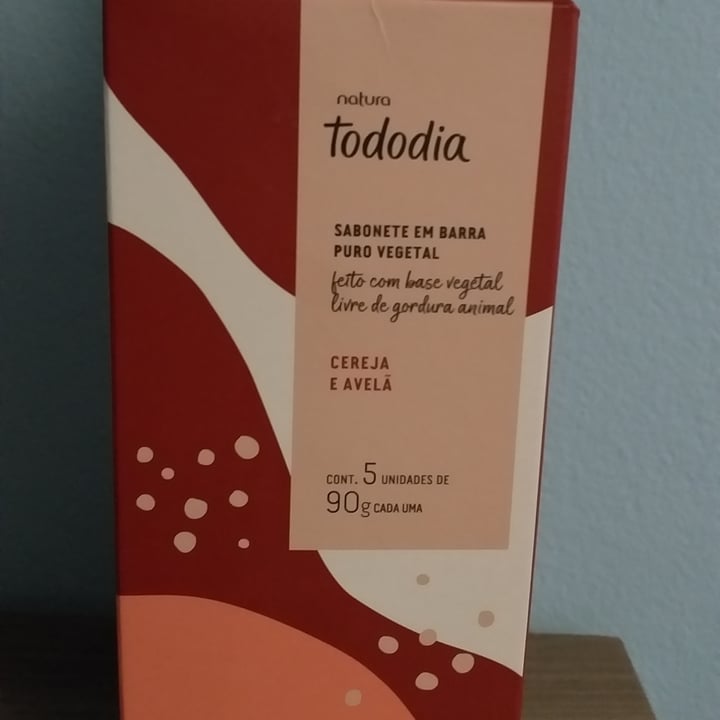 natura
tododia
SABONETE EM BARRA
PURO VEGETAL
feito com base vegetal
livre de gordura animal
CEREJA
E AVELÃ
CONT. 5 UNIDADES DE
90g CADA UMA